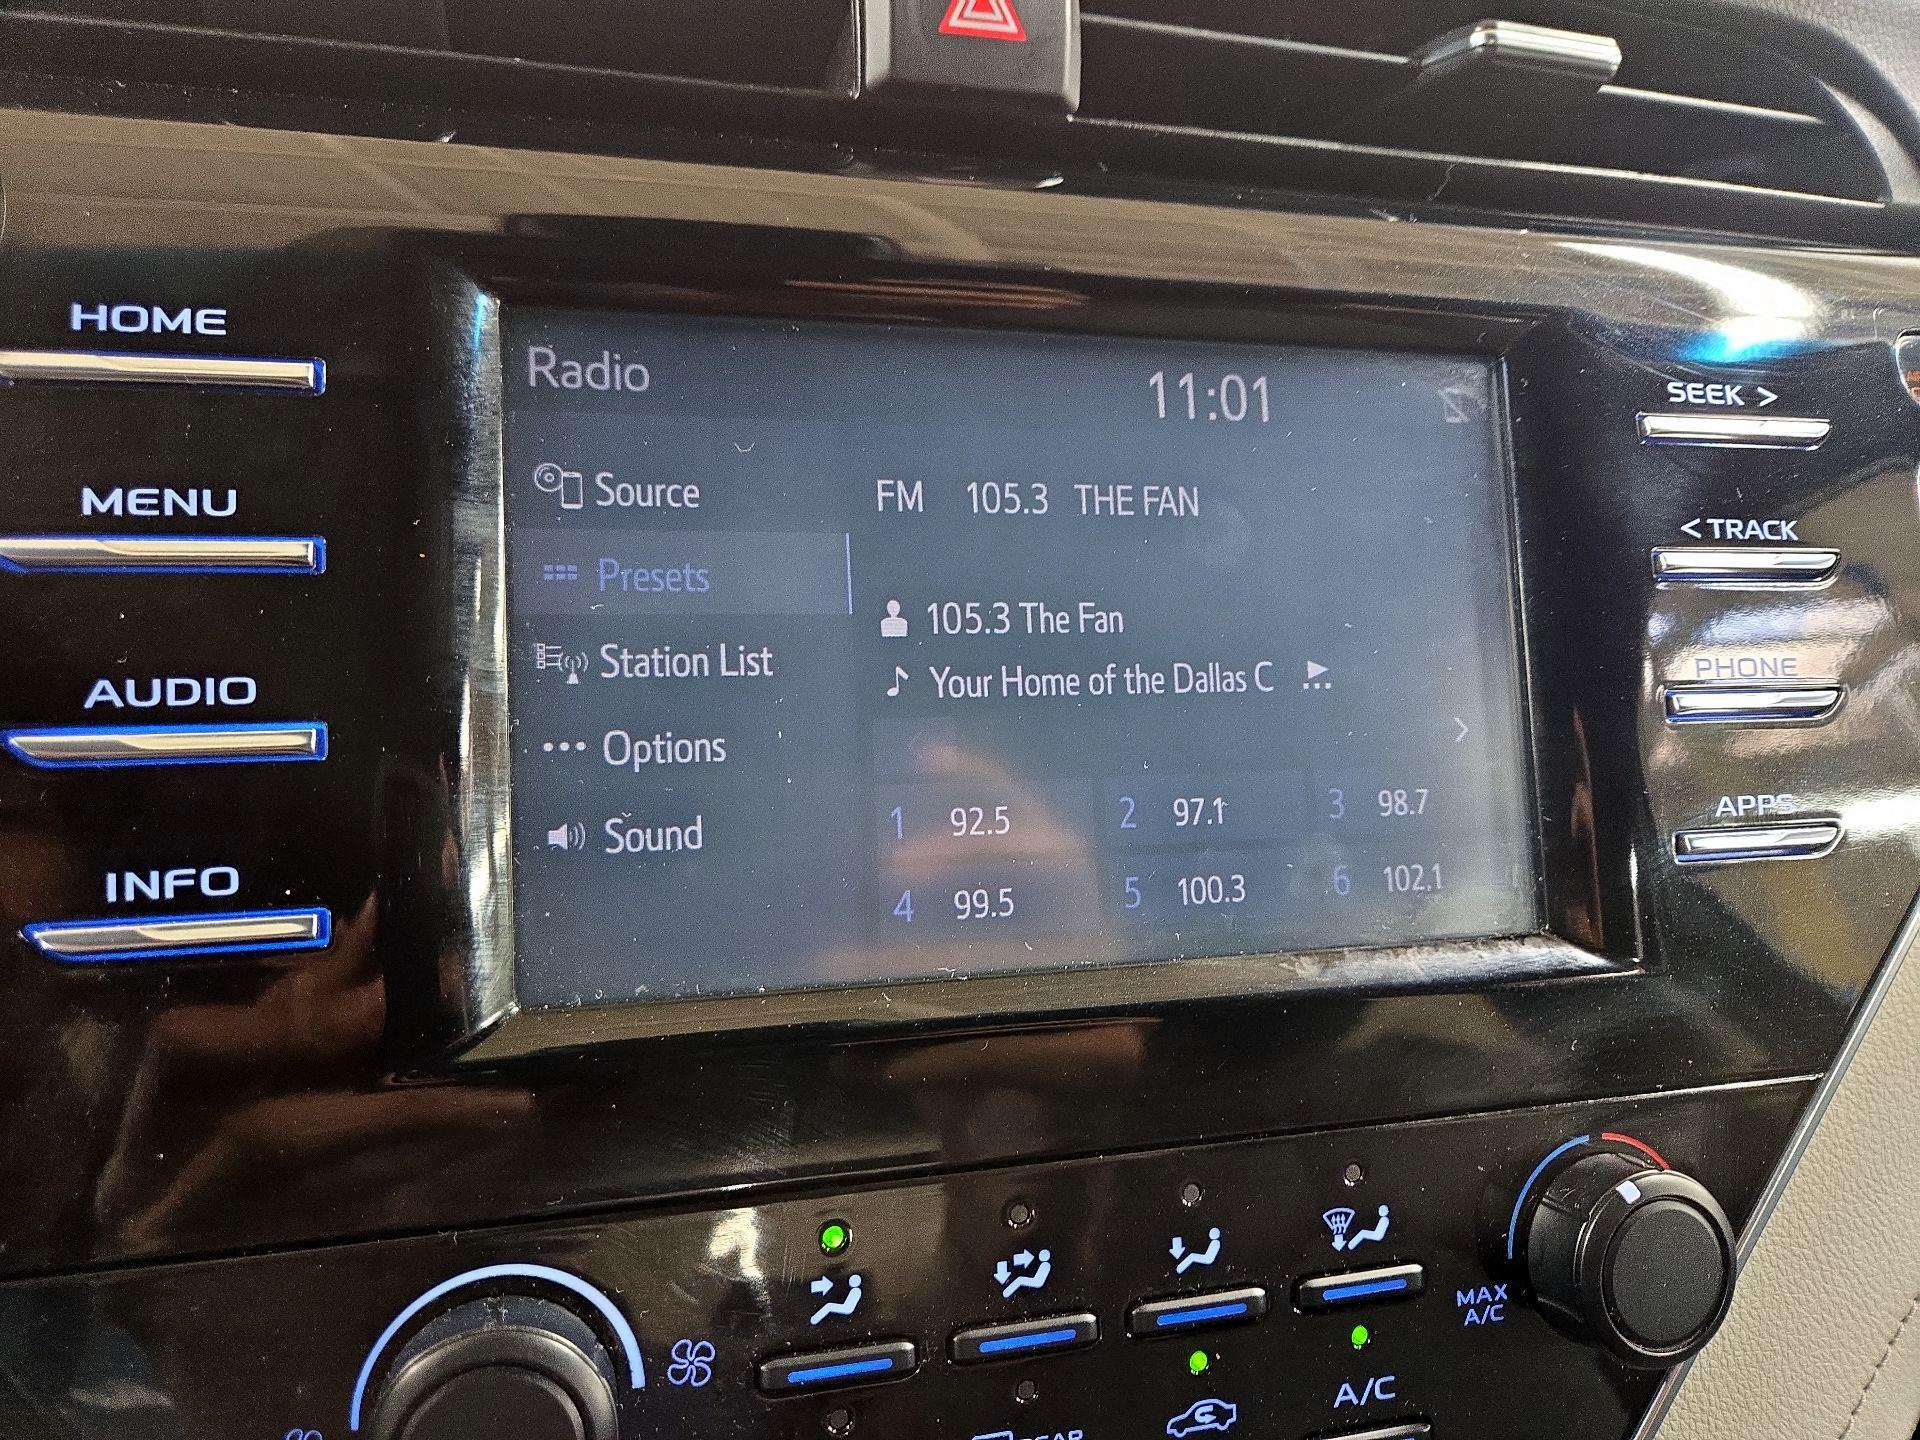 HOME
MENU
AUDIO
INFO
Radio
11:01
Source
FM 105.3 THE FAN
Presets
105.3 The Fan
Station List
Your Home of the Dallas C
Options
Sound
1 92.5
2 97.1
3 98.7
4 99.5
5 100.3
6 102.1
SEEK >
< TRACK
PHONE
APPS
MAX
A/C
A/C
REAR